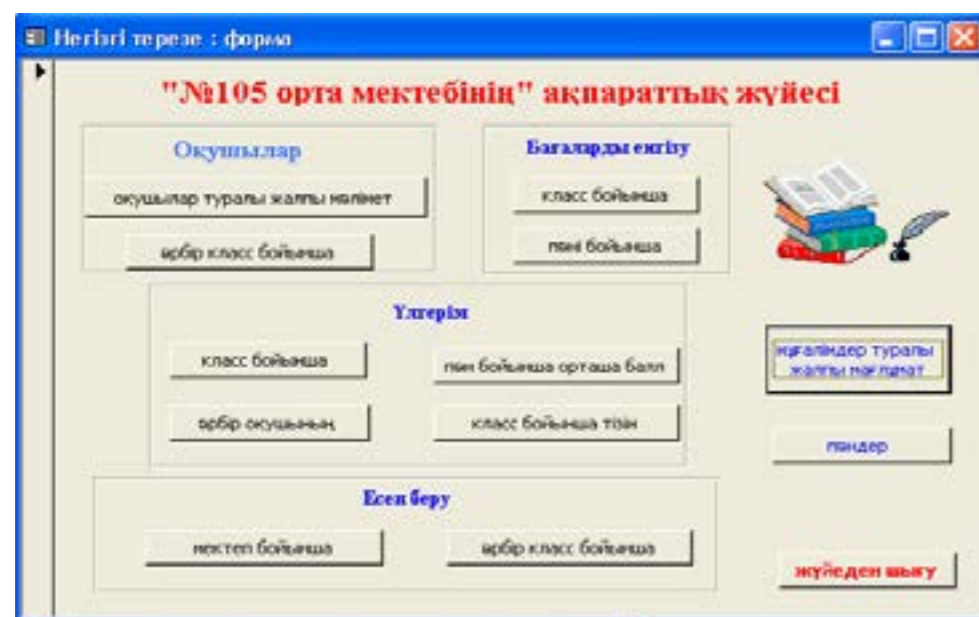 Негізгі терезе : форма
"№105 орта мектебінің" ақпараттық жүйесі
Оқушылар
оқушылар туралы жалпы мәлімет
әрбір класс бойынша
Бағаларды енгізу
класс бойынша
пәні бойынша
Үлгерім
класс бойынша
пән бойынша орташа балл
әрбір оқушының
класс бойынша тізім
мұғалімдер туралы
жалпы мағлұмат
пәндер
Есеп беру
мектеп бойынша
әрбір класс бойынша
жүйеден шығу